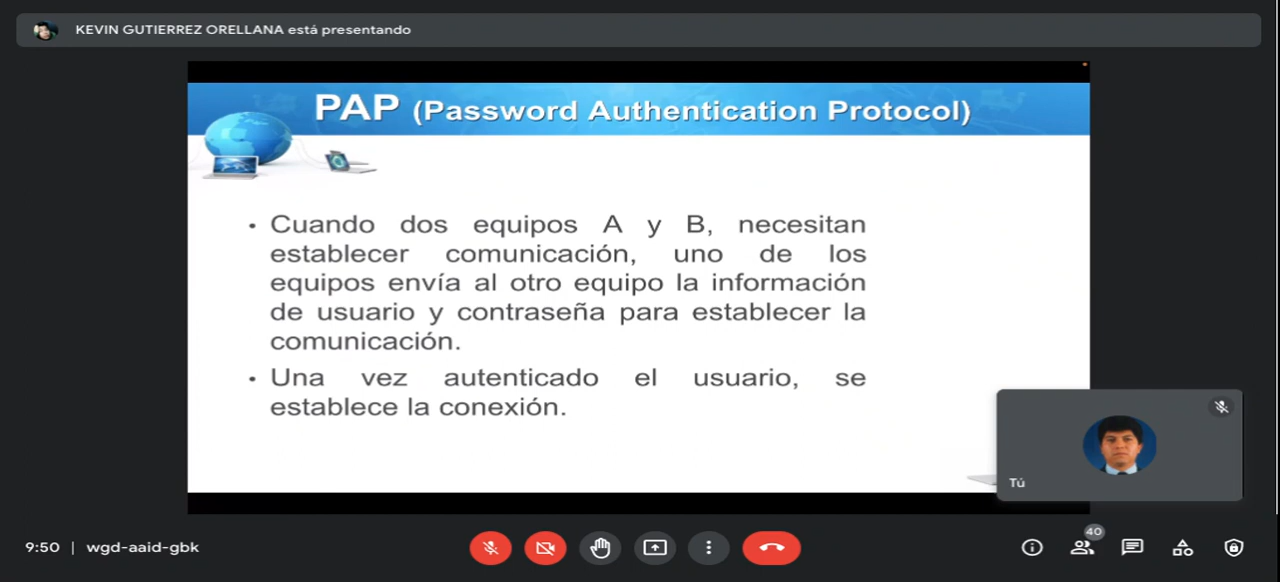 KEVIN GUTIERREZ ORELLANA está presentando
PAP (Password Authentication Protocol)
• Cuando dos equipos A y B, necesitan
establecer comunicación, uno de los
equipos envía al otro equipo la información
de usuario y contraseña para establecer la
comunicación.
• Una vez autenticado el usuario, se
establece la conexión.
Tú
9:50 | wgd-aaid-gbk
40